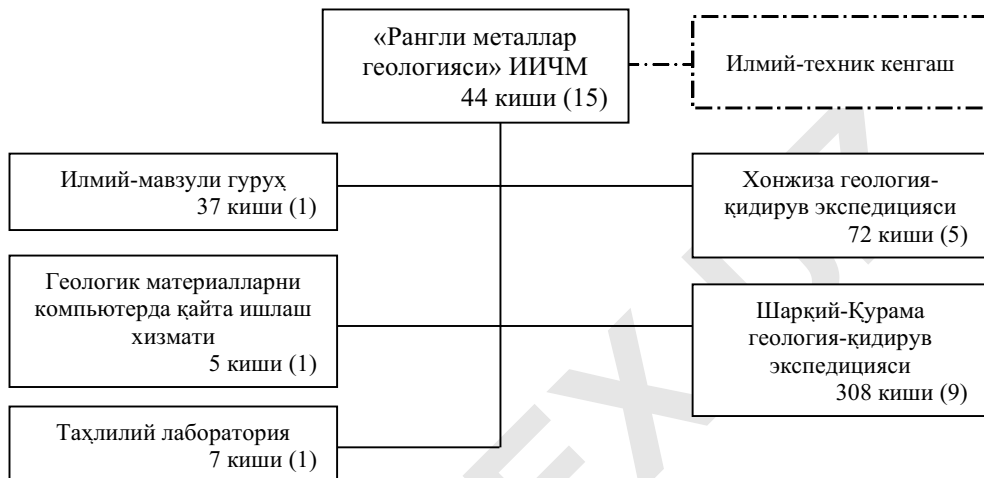 «Рангли металлар
геологияси» ИИЧМ
44 киши (15)
Илмий-техник кенгаш
Илмий-мавзули гуруҳ
37 киши (1)
Хонжиза геология-
қидирув экспедицияси
72 киши (5)
Геологик материалларни
компьютерда қайта ишлаш
хизмати
5 киши (1)
Шарқий-Қурама
геология-қидирув
экспедицияси
308 киши (9)
Таҳлилий лаборатория
7 киши (1)